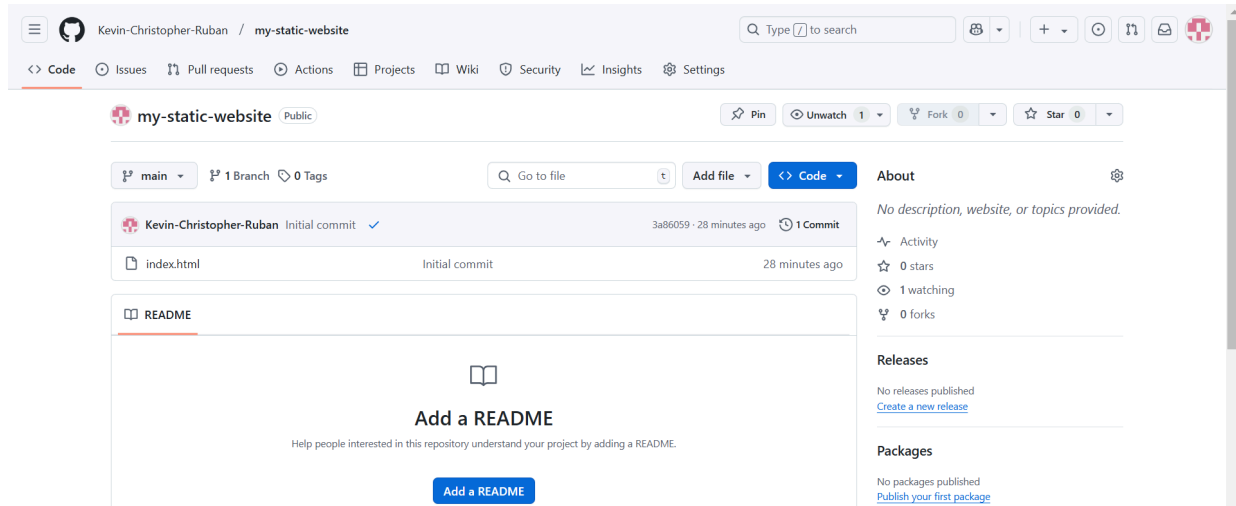 Kevin-Christopher-Ruban / my-static-website
Type / to search
Code Issues Pull requests Actions Projects Wiki Security Insights Settings
my-static-website Public
Pin Unwatch 1 Fork 0 Star 0
main 1 Branch 0 Tags
Go to file t Add file Code
Kevin-Christopher-Ruban Initial commit 3a86059 · 28 minutes ago 1 Commit
index.html Initial commit 28 minutes ago
README
Add a README
Help people interested in this repository understand your project by adding a README.
Add a README
About
No description, website, or topics provided.
Activity
0 stars
1 watching
0 forks
Releases
No releases published
Create a new release
Packages
No packages published
Publish your first package